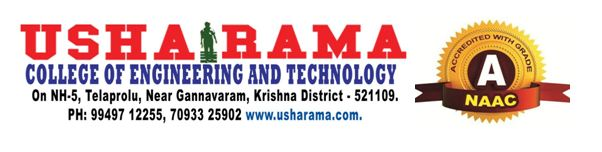 USHA RAMA
COLLEGE OF ENGINEERING AND TECHNOLOGY
On NH-5, Telaprolu, Near Gannavaram, Krishna District - 521109.
PH: 99497 12255, 70933 25902 www.usharama.com.
ACCREDITED WITH GRADE
A
NAAC